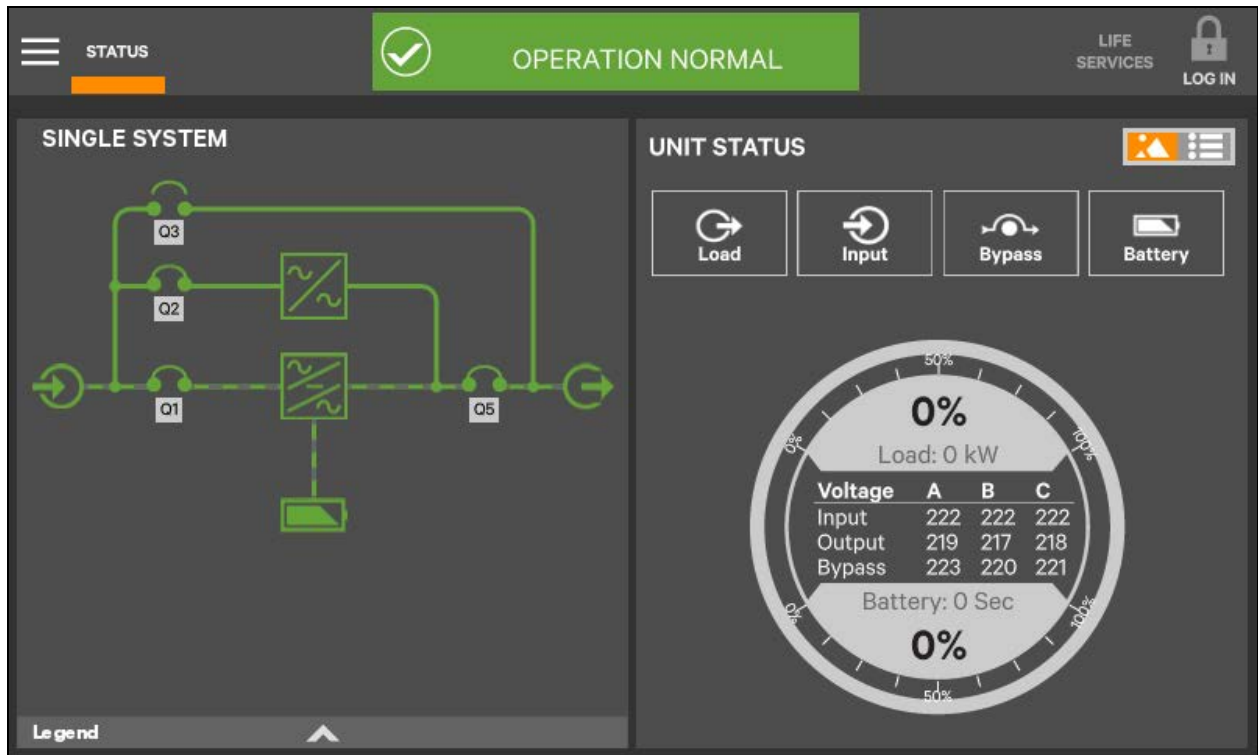 STATUS
OPERATION NORMAL
LIFE
SERVICES
LOG IN
SINGLE SYSTEM
Q3
Q2
Q1
Q5
Legend
UNIT STATUS
Load
Input
Bypass
Battery
50%
0%
100%
0%
Load: 0 kW
Voltage A B C
Input 222 222 222
Output 219 217 218
Bypass 223 220 221
Battery: 0 Sec
0%
0%
100%
50%